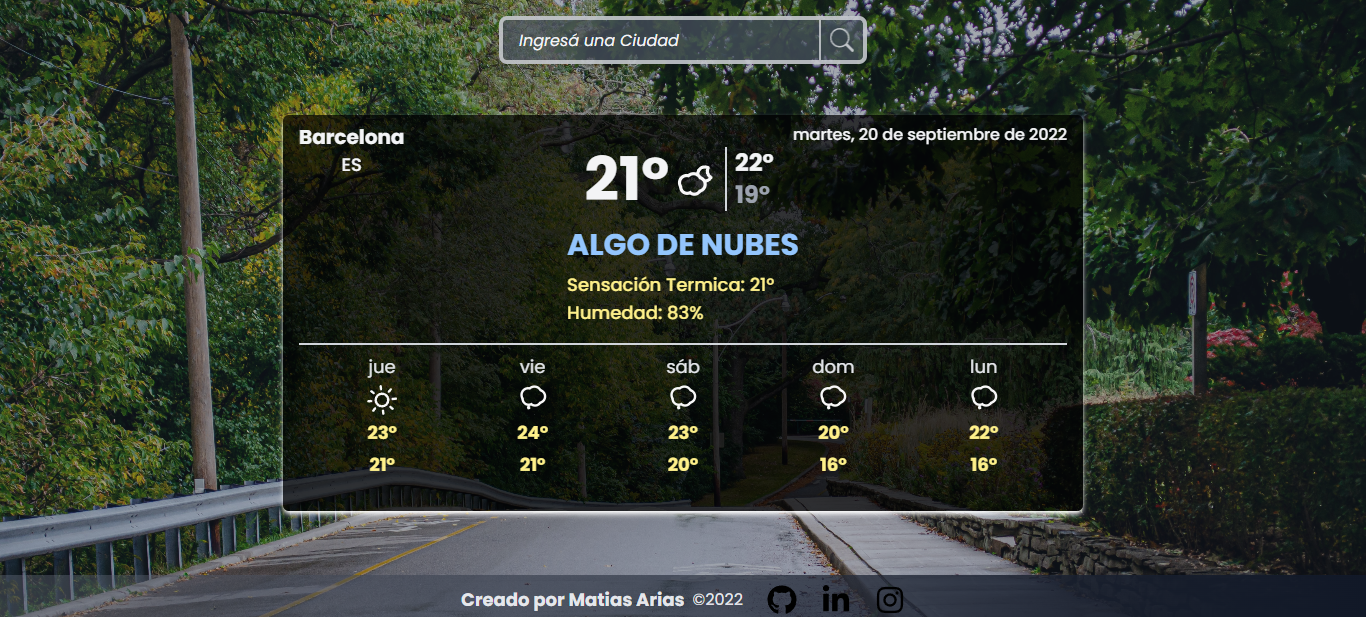 Ingresá una Ciudad
Barcelona
ES
martes, 20 de septiembre de 2022
21º
22º
19º
ALGO DE NUBES
Sensación Termica: 21º
Humedad: 83%
jue vie sáb dom lun
23º 24º 23º 20º 22º
21º 21º 20º 16º 16º
Creado por Matias Arias ©2022
in